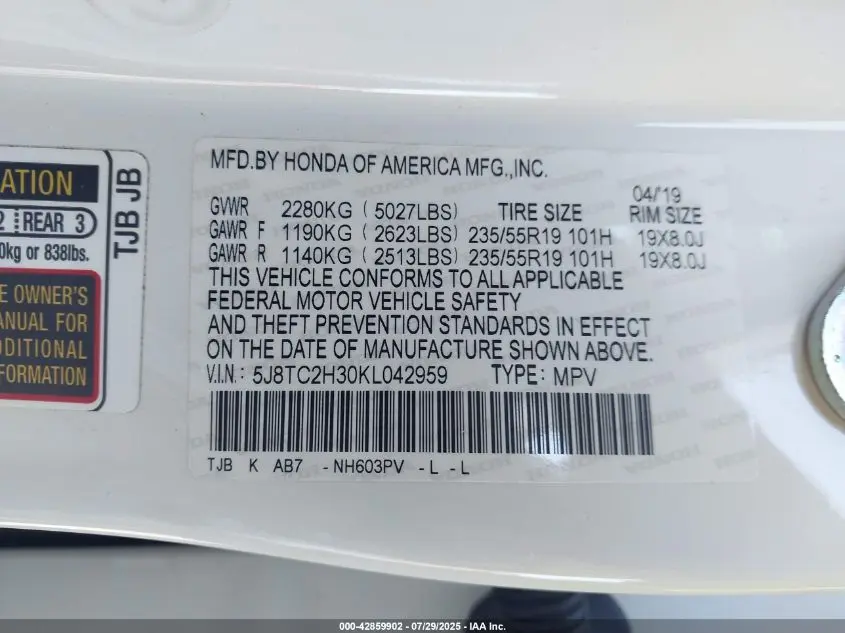 ATION
2 REAR 3
0kg or 838lbs.
E OWNER'S
ANUAL FOR
DDITIONAL
FORMATION
TJB JB
MFD.BY HONDA OF AMERICA MFG.,INC.
04/'19
GVWR 2280KG ( 5027LBS) TIRE SIZE RIM SIZE
GAWR F 1190KG ( 2623LBS) 235/55R19 101H 19X8.0J
GAWR R 1140KG ( 2513LBS) 235/55R19 101H 19X8.0J
THIS VEHICLE CONFORMS TO ALL APPLICABLE
FEDERAL MOTOR VEHICLE SAFETY
AND THEFT PREVENTION STANDARDS IN EFFECT
ON THE DATE OF MANUFACTURE SHOWN ABOVE.
V.I.N: 5J8TC2H30KL042959 TYPE: MPV
TJB K AB7 - NH603PV - L - L
000-42859902 - 07/29/2025 - IAA Inc.